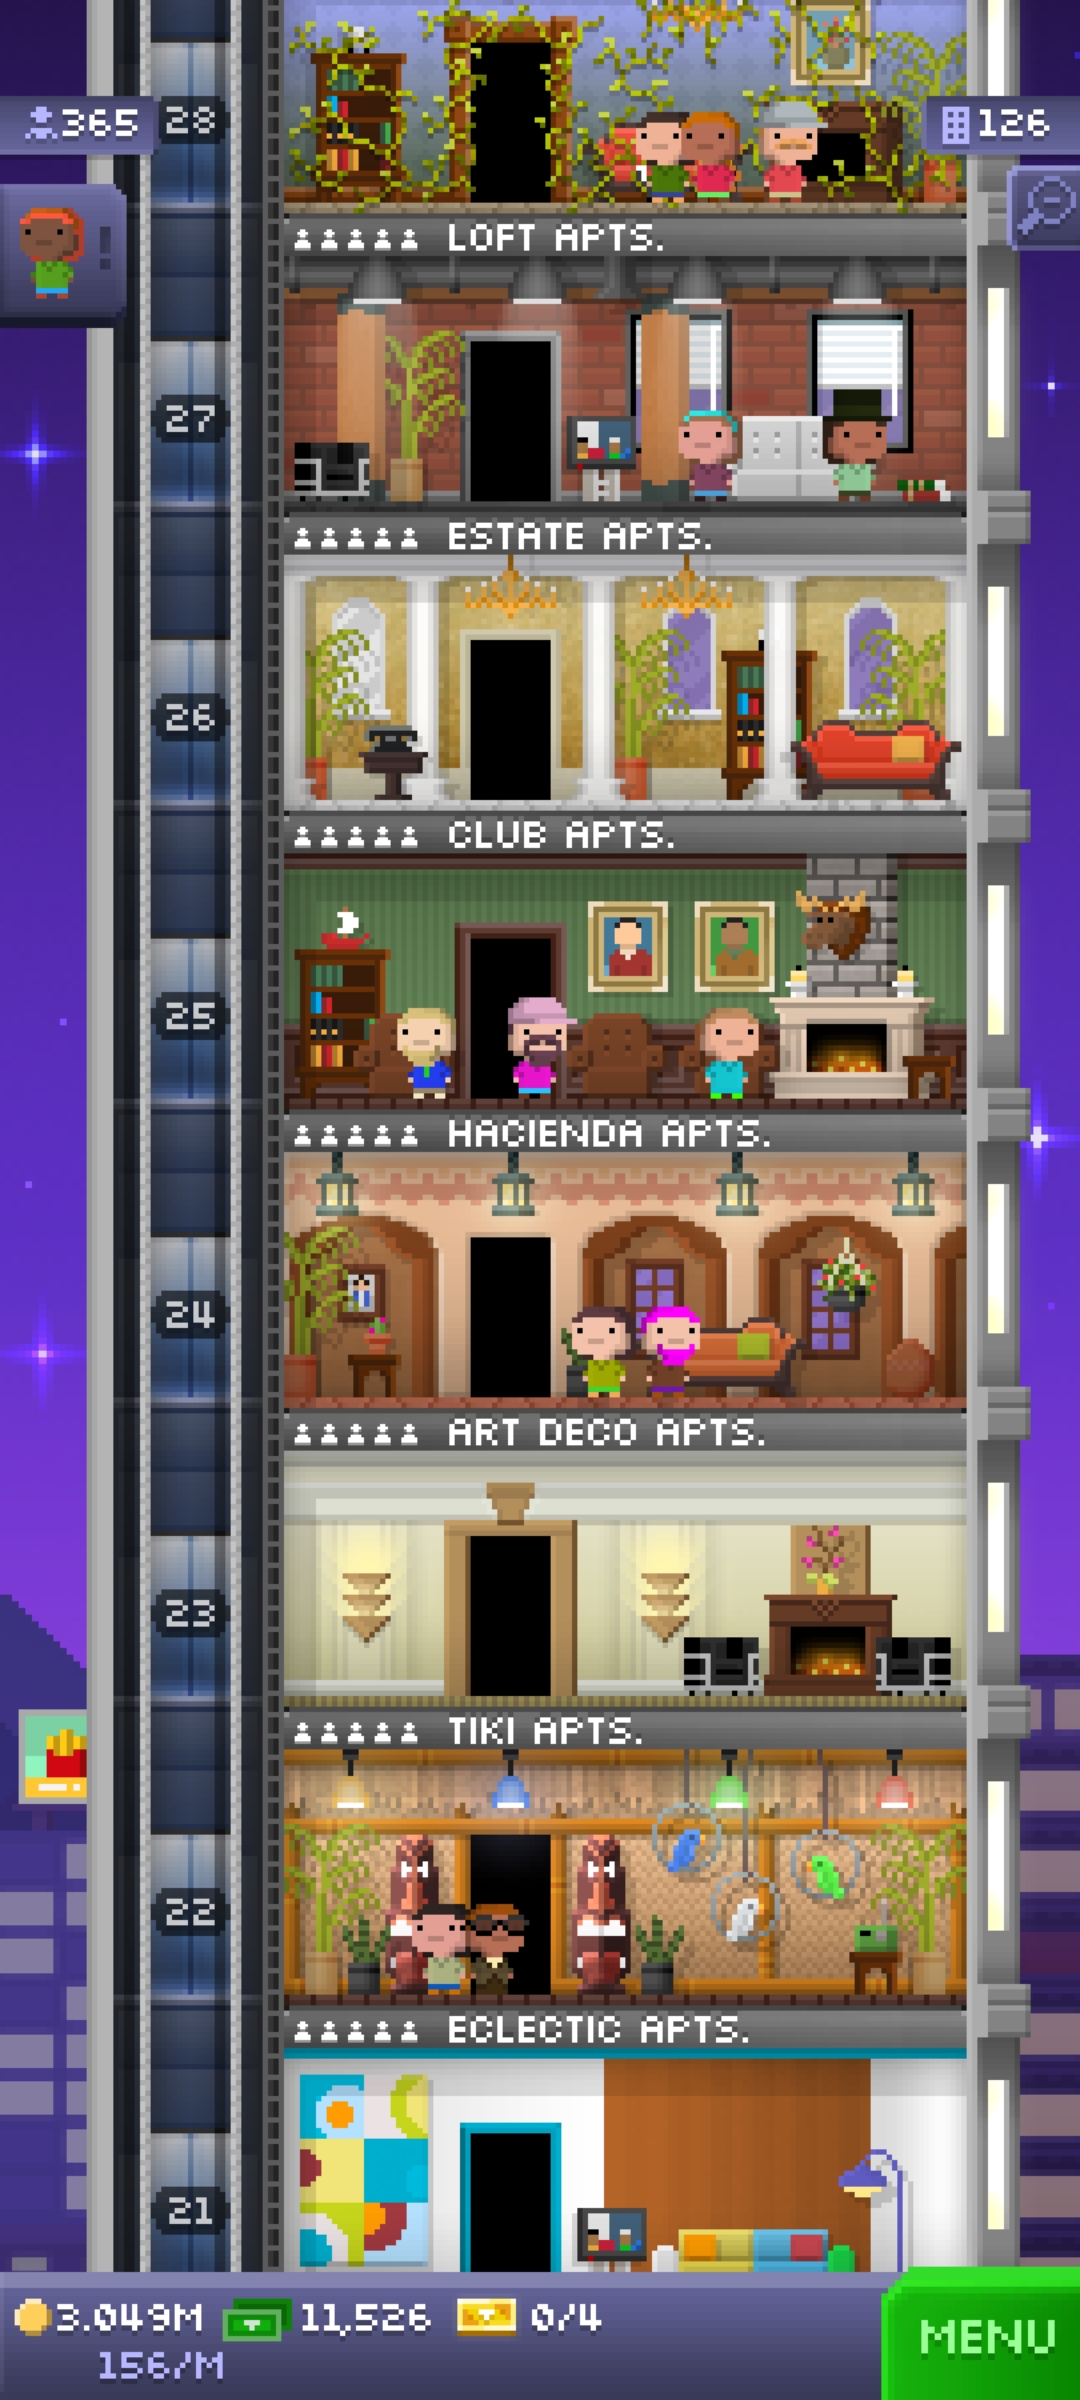 365
28
126
!
LOFT APTS.
27
ESTATE APTS.
26
CLUB APTS.
25
HACIENDA APTS.
24
ART DECO APTS.
23
TIKI APTS.
22
ECLECTIC APTS.
21
3.049M 11,526 0/4
156/M
MENU